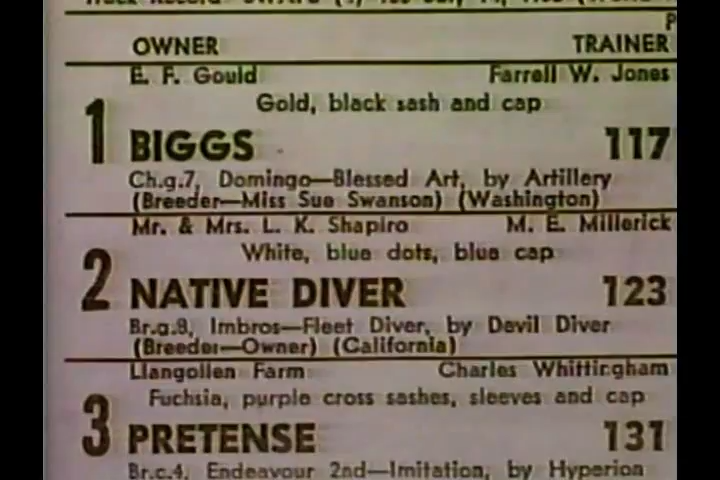 P
OWNER TRAINER
E. F. Gould Farrell W. Jones
Gold, black sash and cap
1 BIGGS 117
Ch.g.7, Domingo—Blessed Art, by Artillery
(Breeder—Miss Sue Swanson) (Washington)
Mr. & Mrs. L. K. Shapiro M. E. Millerick
White, blue dots, blue cap
2 NATIVE DIVER 123
Br.g.8, Imbros—Fleet Diver, by Devil Diver
(Breeder—Owner) (California)
Llangollen Farm Charles Whittingham
Fuchsia, purple cross sashes, sleeves and cap
3 PRETENSE 131
Br.c.4, Endeavour 2nd—Imitation, by Hyperion